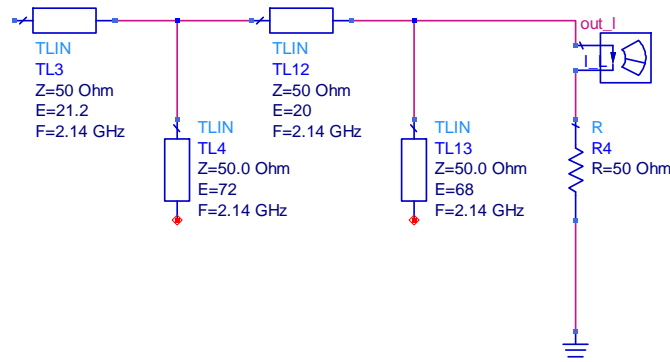 out_I
I_L
TLIN
TL3
Z=50 Ohm
E=21.2
F=2.14 GHz
TLIN
TL12
Z=50 Ohm
E=20
F=2.14 GHz
TLIN
TL4
Z=50.0 Ohm
E=72
F=2.14 GHz
TLIN
TL13
Z=50.0 Ohm
E=68
F=2.14 GHz
R
R4
R=50 Ohm